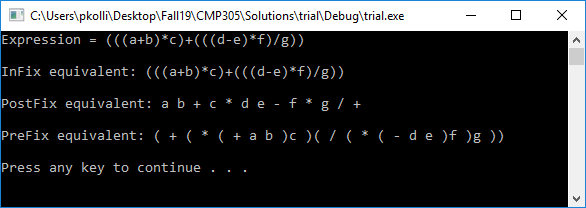 C:\Users\pkolli\Desktop\Fall19\CMP305\Solutions\trial\Debug\trial.exe
Expression = (((a+b)*c)+(((d-e)*f)/g))
InFix equivalent: (((a+b)*c)+(((d-e)*f)/g))
PostFix equivalent: a b + c * d e - f * g / +
PreFix equivalent: ( + ( * ( + a b )c )( / ( * ( - d e )f )g ))
Press any key to continue . . .